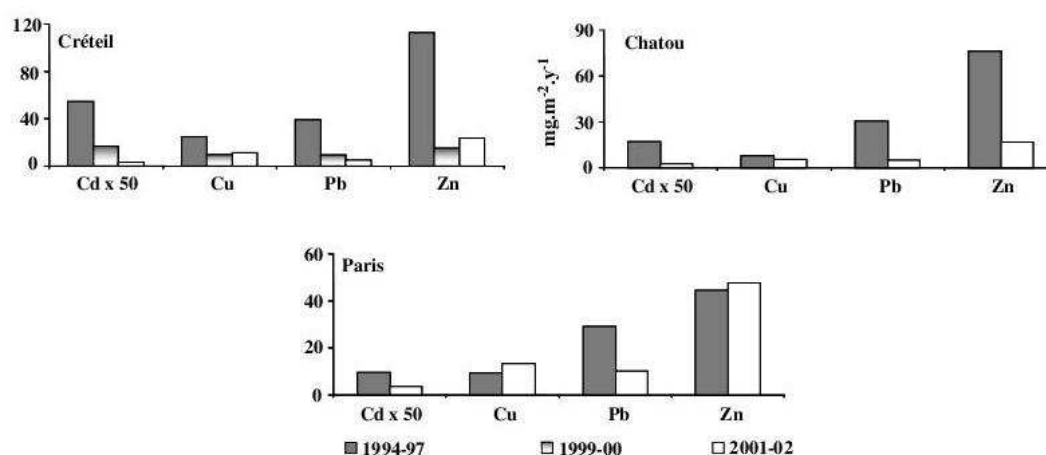 Créteil
120
80
40
0
Cd x 50 Cu Pb Zn
Chatou
mg.m⁻².y⁻¹
90
60
30
0
Cd x 50 Cu Pb Zn
Paris
60
40
20
0
Cd x 50 Cu Pb Zn
1994-97 1999-00 2001-02